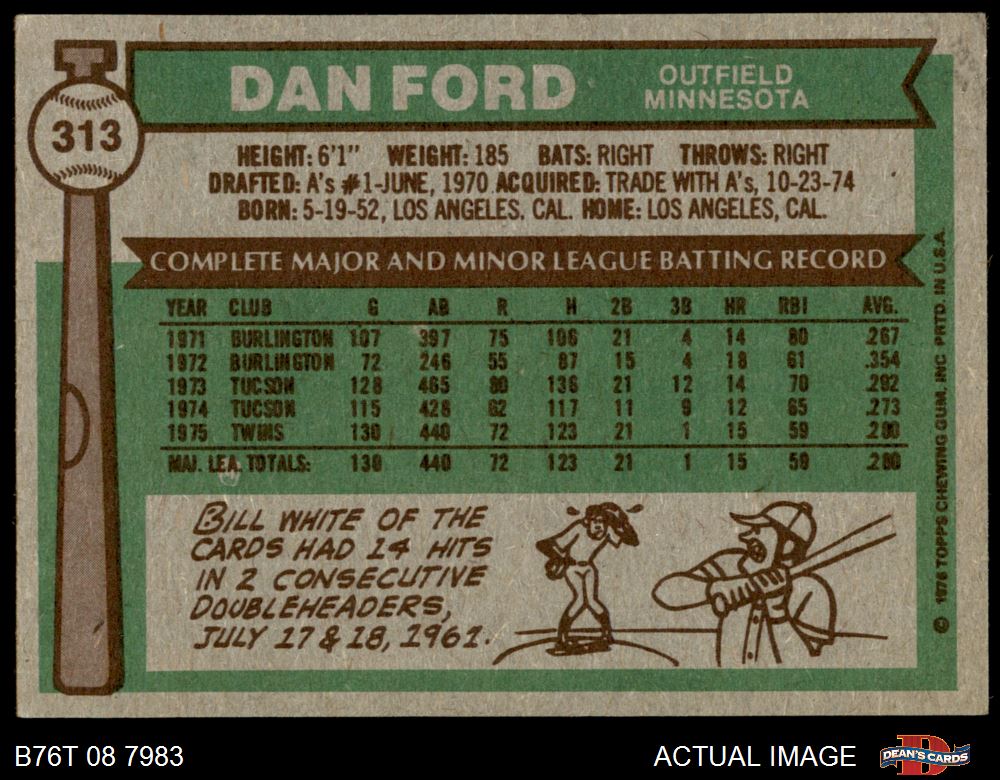 313
DAN FORD
OUTFIELD
MINNESOTA
HEIGHT: 6'1" WEIGHT: 185 BATS: RIGHT THROWS: RIGHT
DRAFTED: A's #1-JUNE, 1970 ACQUIRED: TRADE WITH A's, 10-23-74
BORN: 5-19-52, LOS ANGELES. CAL. HOME: LOS ANGELES, CAL.
COMPLETE MAJOR AND MINOR LEAGUE BATTING RECORD
YEAR CLUB G AB R H 2B 3B HR RBI AVG.
1971 BURLINGTON 107 397 75 106 21 4 14 80 .267
1972 BURLINGTON 72 246 55 87 15 4 18 61 .354
1973 TUCSON 128 465 80 136 21 12 14 70 .292
1974 TUCSON 115 428 62 117 11 9 12 65 .273
1975 TWINS 130 440 72 123 21 1 15 59 .280
MAJ. LEA. TOTALS: 130 440 72 123 21 1 15 59 .280
BILL WHITE OF THE
CARDS HAD 14 HITS
IN 2 CONSECUTIVE
DOUBLEHEADERS,
JULY 17 & 18, 1961.
© 1976 TOPPS CHEWING GUM, INC PRTD. IN U.S.A.
B76T 08 7983
ACTUAL IMAGE
DEAN'S CARDS